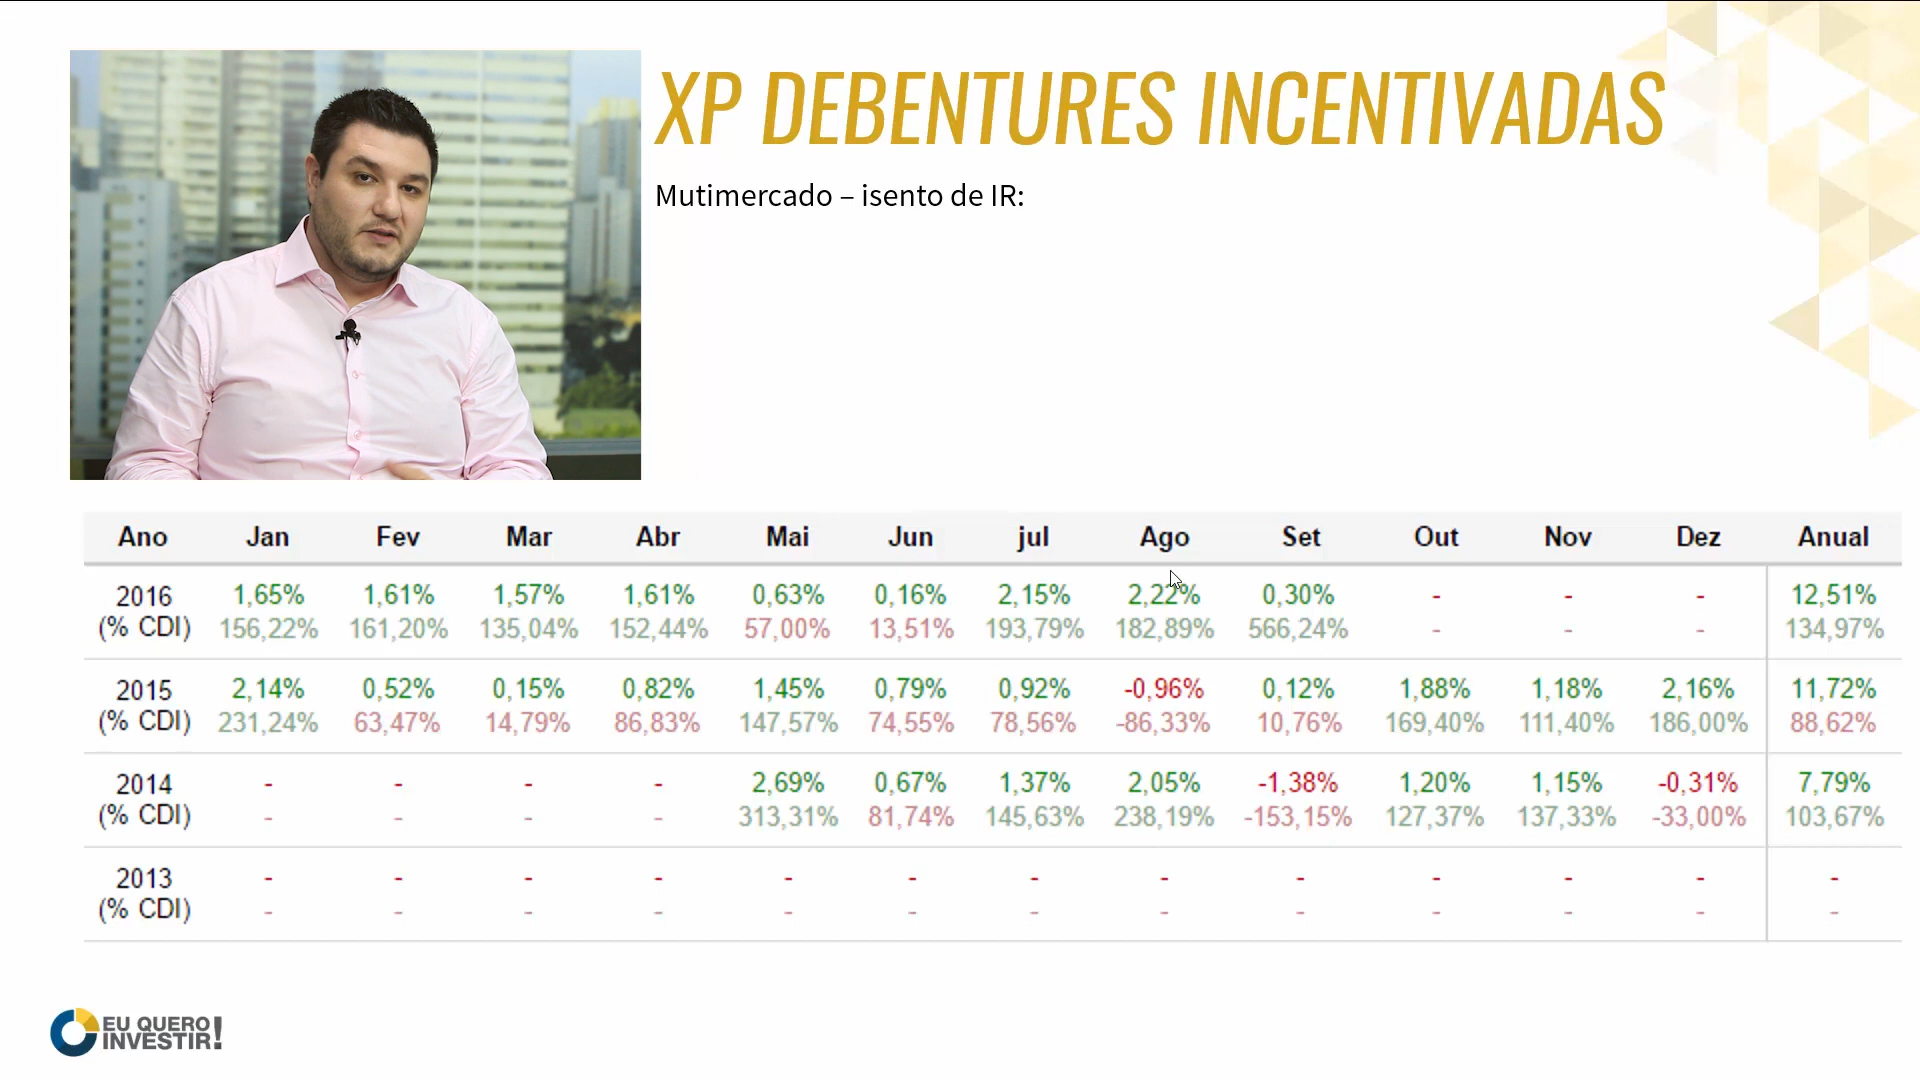 XP DEBENTURES INCENTIVADAS
Mutimercado – isento de IR:
Ano Jan Fev Mar Abr Mai Jun jul Ago Set Out Nov Dez Anual
2016 1,65% 1,61% 1,57% 1,61% 0,63% 0,16% 2,15% 2,22% 0,30% - - - 12,51%
(% CDI) 156,22% 161,20% 135,04% 152,44% 57,00% 13,51% 193,79% 182,89% 566,24% - - - 134,97%
2015 2,14% 0,52% 0,15% 0,82% 1,45% 0,79% 0,92% -0,96% 0,12% 1,88% 1,18% 2,16% 11,72%
(% CDI) 231,24% 63,47% 14,79% 86,83% 147,57% 74,55% 78,56% -86,33% 10,76% 169,40% 111,40% 186,00% 88,62%
2014 - - - - 2,69% 0,67% 1,37% 2,05% -1,38% 1,20% 1,15% -0,31% 7,79%
(% CDI) - - - - 313,31% 81,74% 145,63% 238,19% -153,15% 127,37% 137,33% -33,00% 103,67%
2013 - - - - - - - - - - - - -
(% CDI) - - - - - - - - - - - - -
EU QUERO
INVESTIR!